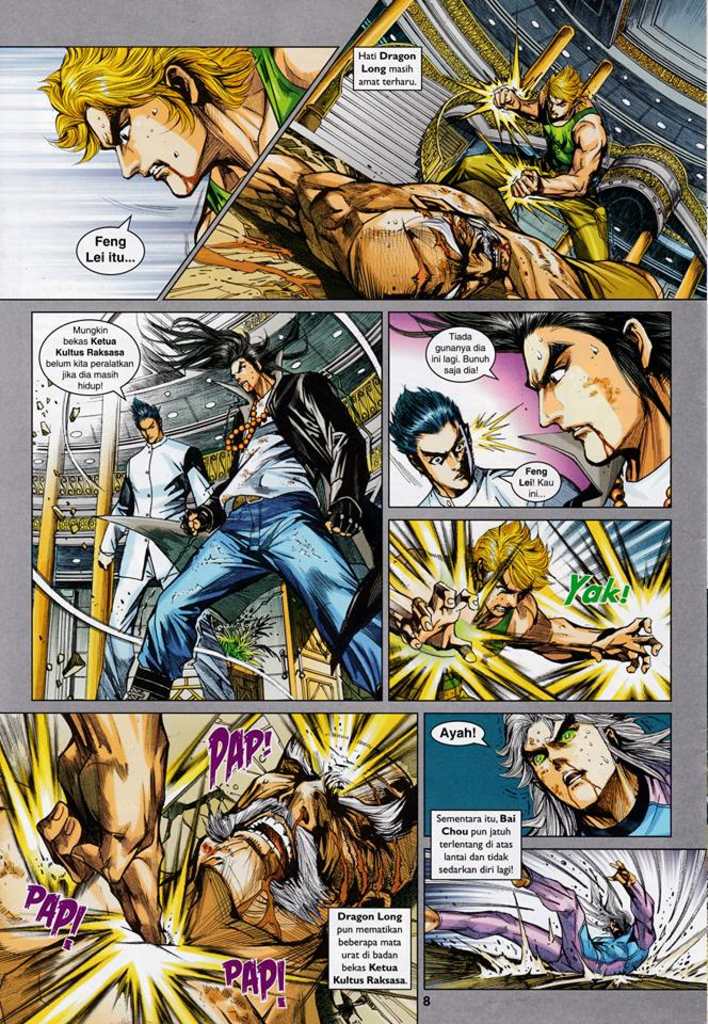 Hati Dragon
Long masih
amat terharu.
Feng
Lei itu...
Mungkin
bekas Ketua
Kultus Raksasa
belum kita peralatkan
jika dia masih
hidup!
Tiada
gunanya dia
ini lagi. Bunuh
saja dia!
Feng
Lei! Kau
ini...
Yak!
PAP!
PAP!
PAP!
Dragon Long
pun mematikan
beberapa mata
urat di badan
bekas Ketua
Kultus Raksasa.
Ayah!
Sementara itu, Bai
Chou pun jatuh
terlentang di atas
lantai dan tidak
sedarkan diri lagi!
8